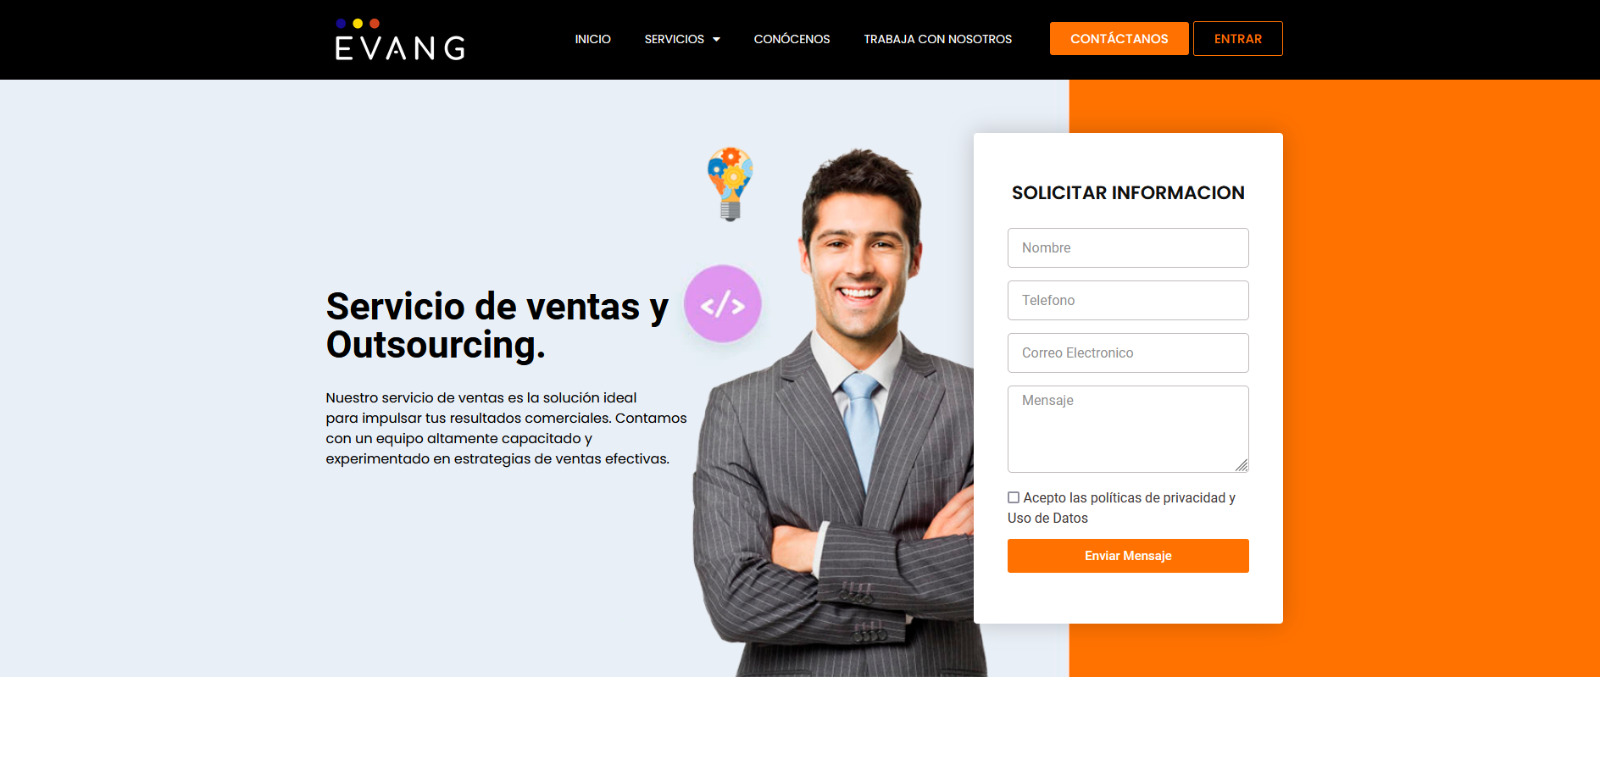 EVANG
INICIO
SERVICIOS
CONÓCENOS
TRABAJA CON NOSOTROS
CONTÁCTANOS
ENTRAR
Servicio de ventas y
Outsourcing.
Nuestro servicio de ventas es la solución ideal
para impulsar tus resultados comerciales. Contamos
con un equipo altamente capacitado y
experimentado en estrategias de ventas efectivas.
</>
SOLICITAR INFORMACION
Nombre
Telefono
Correo Electronico
Mensaje
Acepto las políticas de privacidad y
Uso de Datos
Enviar Mensaje